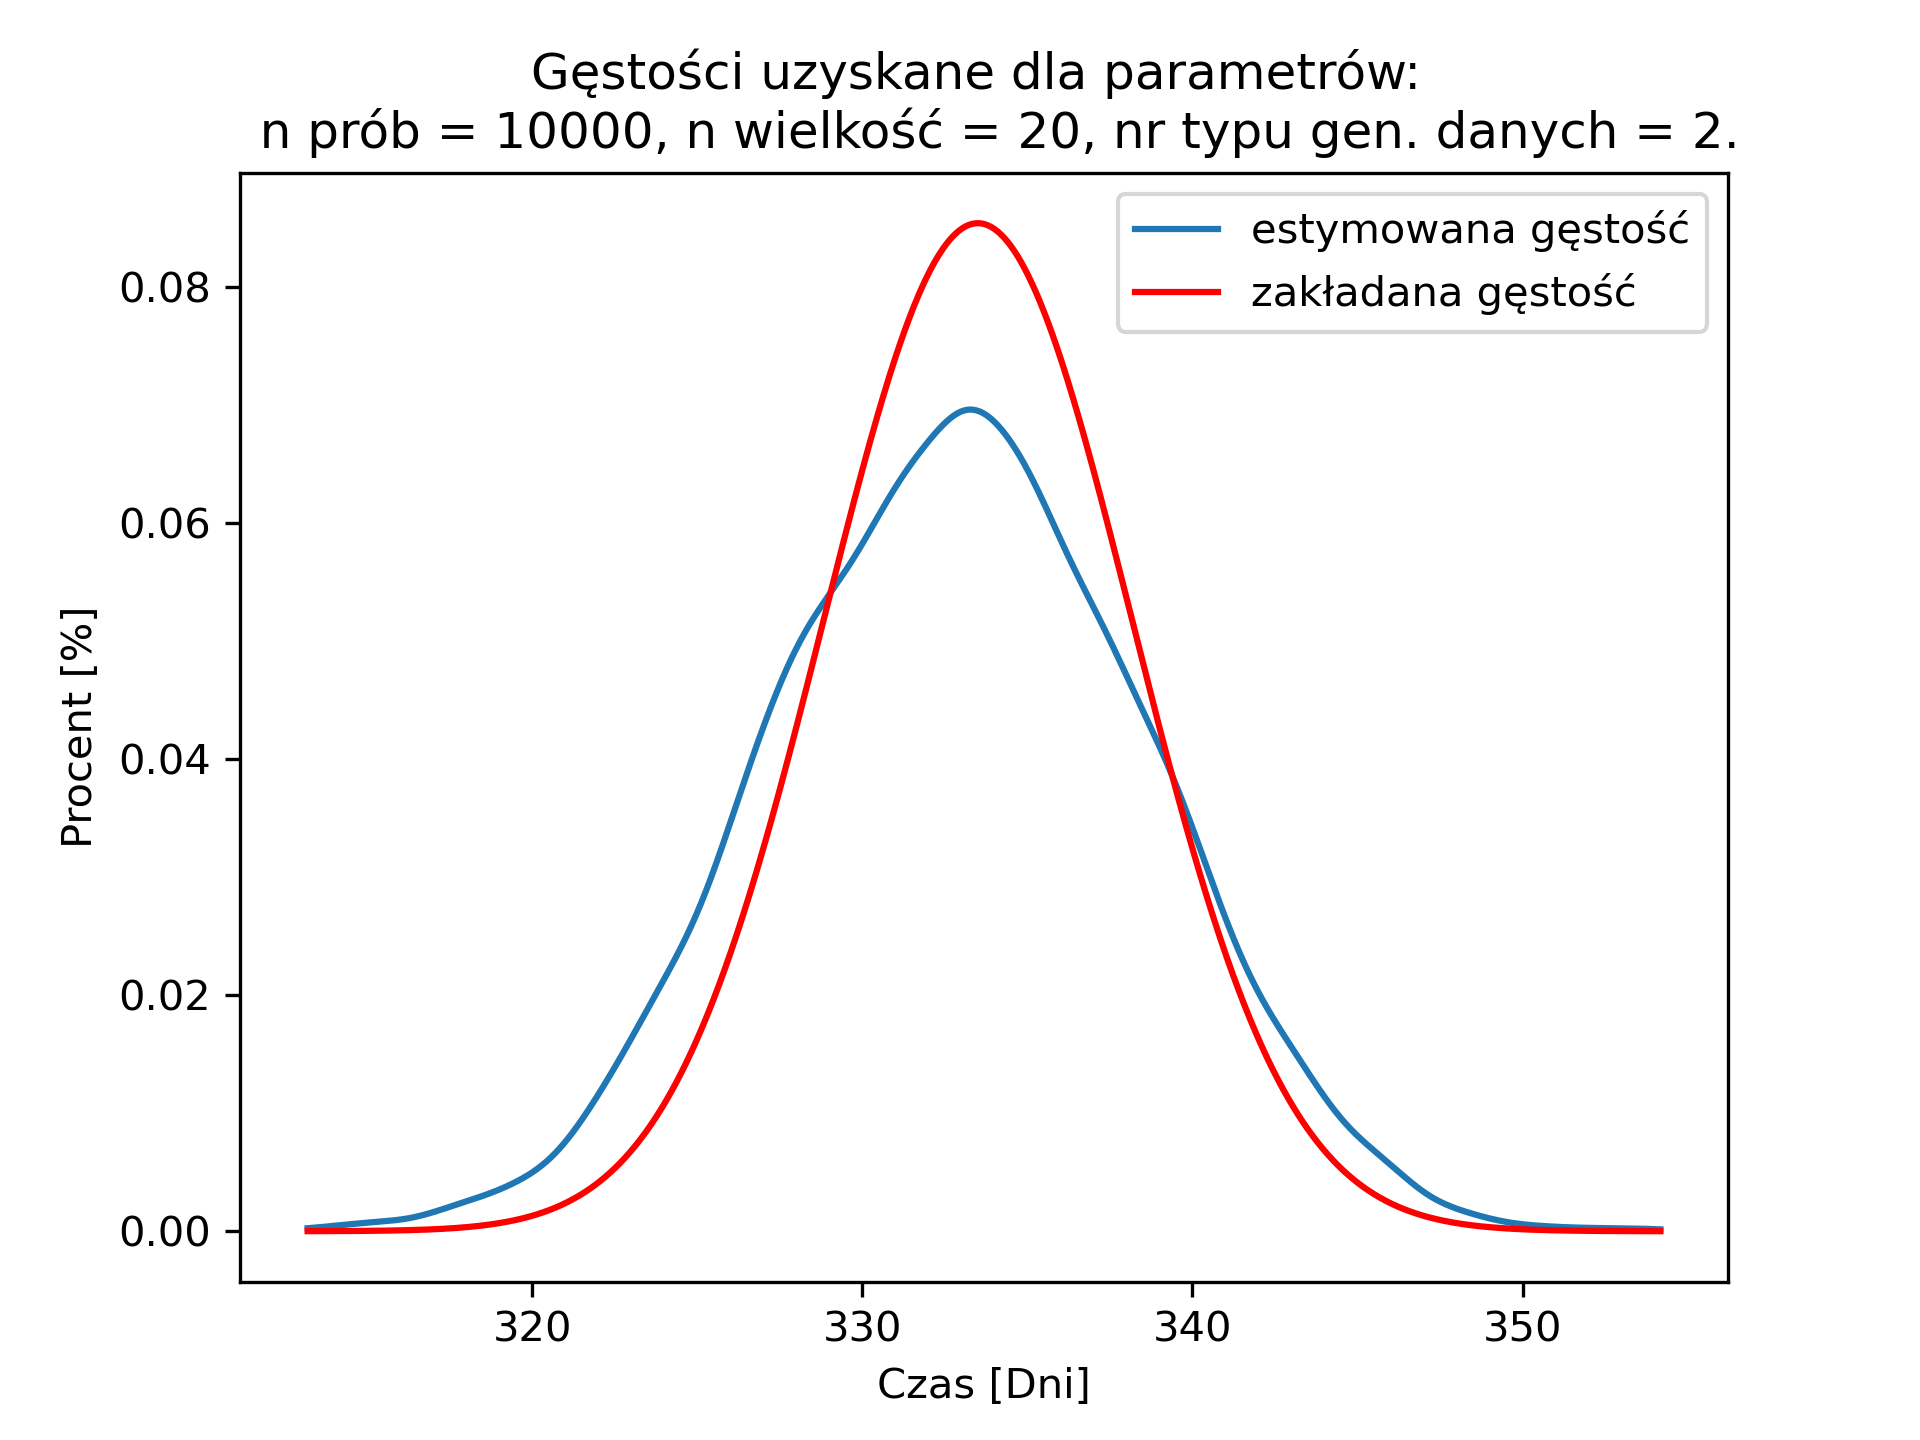 Gęstości uzyskane dla parametrów:
n prób = 10000, n wielkość = 20, nr typu gen. danych = 2.
estymowana gęstość
zakładana gęstość
0.08
0.06
0.04
0.02
0.00
Procent [%]
320 330 340 350
Czas [Dni]